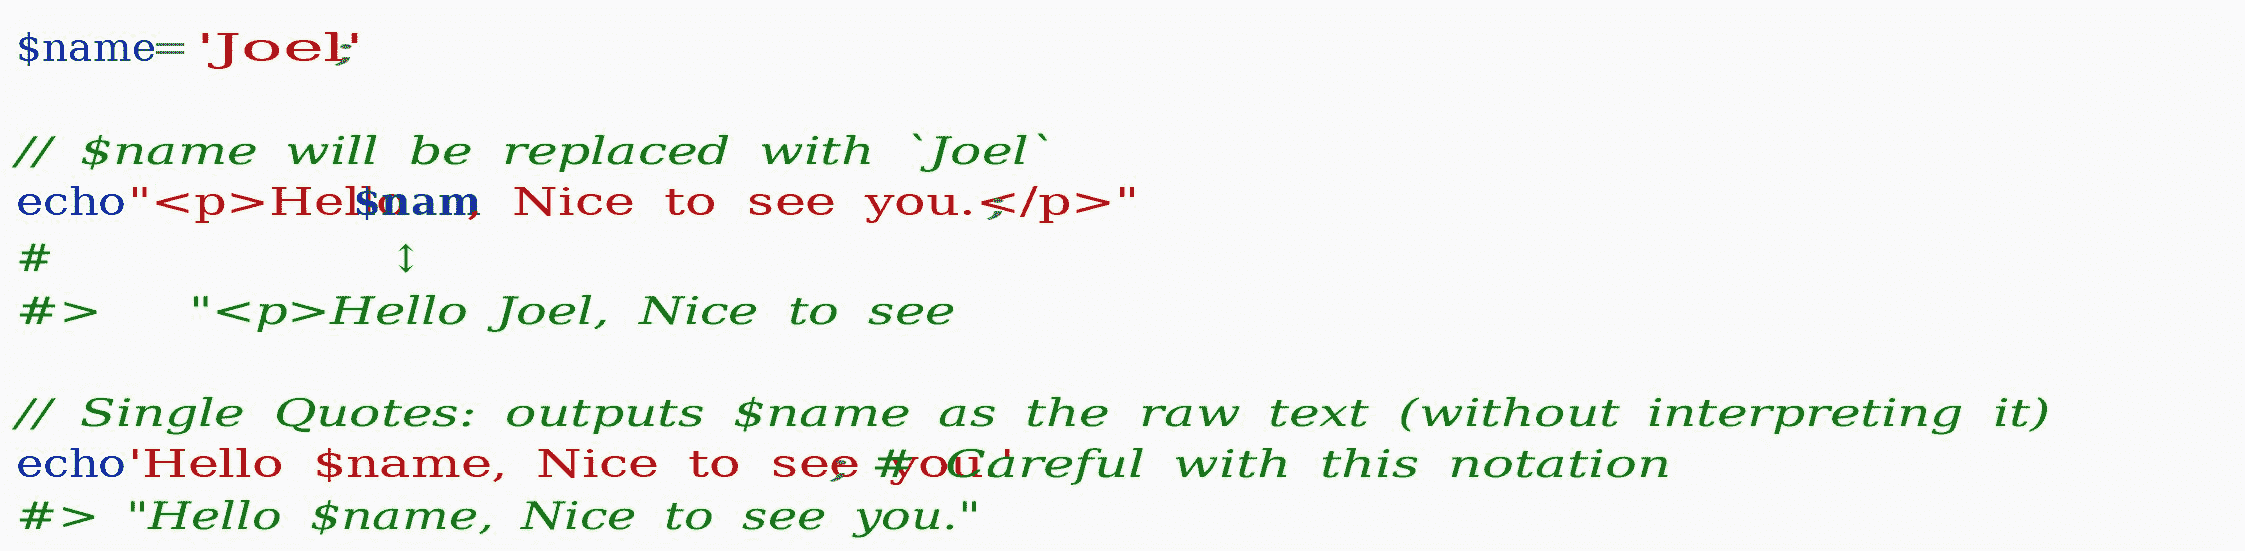 $name= 'Joel';
// $name will be replaced with `Joel`
echo"<p>Hello $nam, Nice to see you.</p>";
# ↕
#> "<p>Hello Joel, Nice to see
// Single Quotes: outputs $name as the raw text (without interpreting it)
echo'Hello $name, Nice to see you'; # Careful with this notation
#> "Hello $name, Nice to see you."